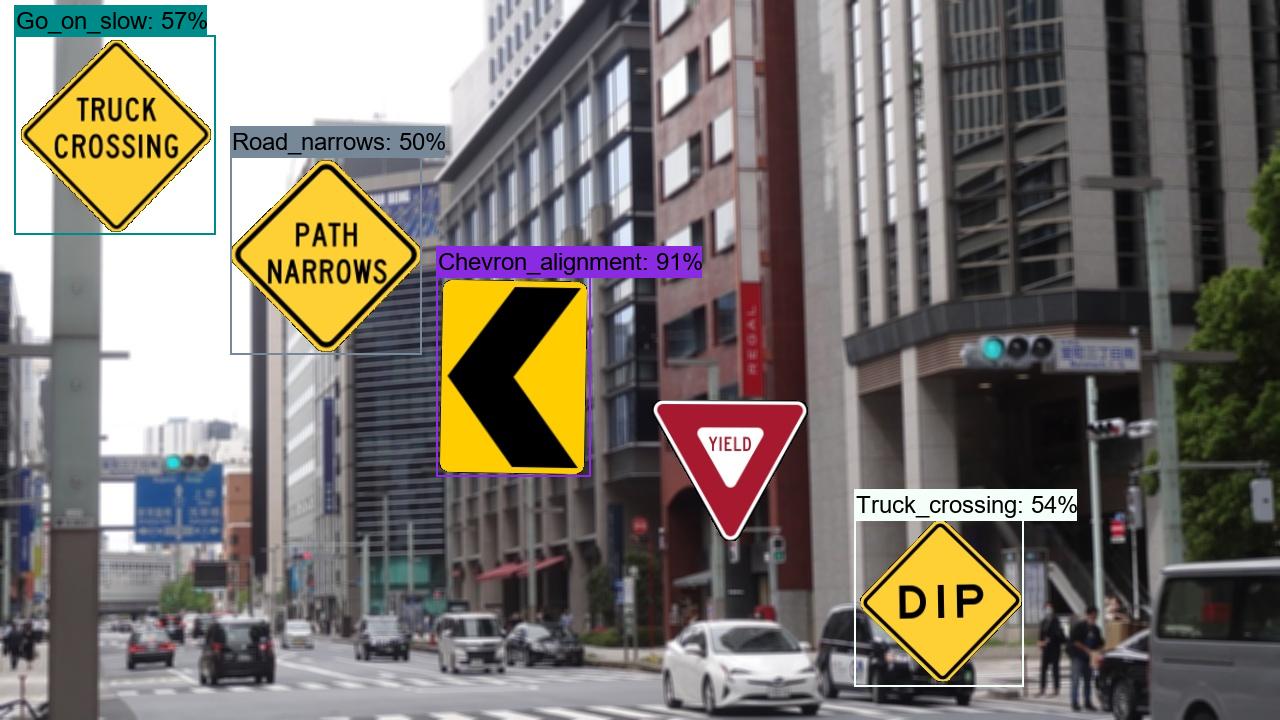 Go_on_slow: 57%
TRUCK
CROSSING
Road_narrows: 50%
PATH
NARROWS
Chevron_alignment: 91%
REGAL
YIELD
Truck_crossing: 54%
DIP